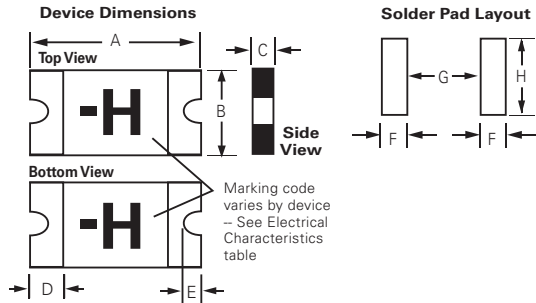 Device Dimensions
A
Top View
-H
B
C
Side
View
Bottom View
-H
D
E
Marking code
varies by device
-- See Electrical
Characteristics
table
Solder Pad Layout
G
H
F
F